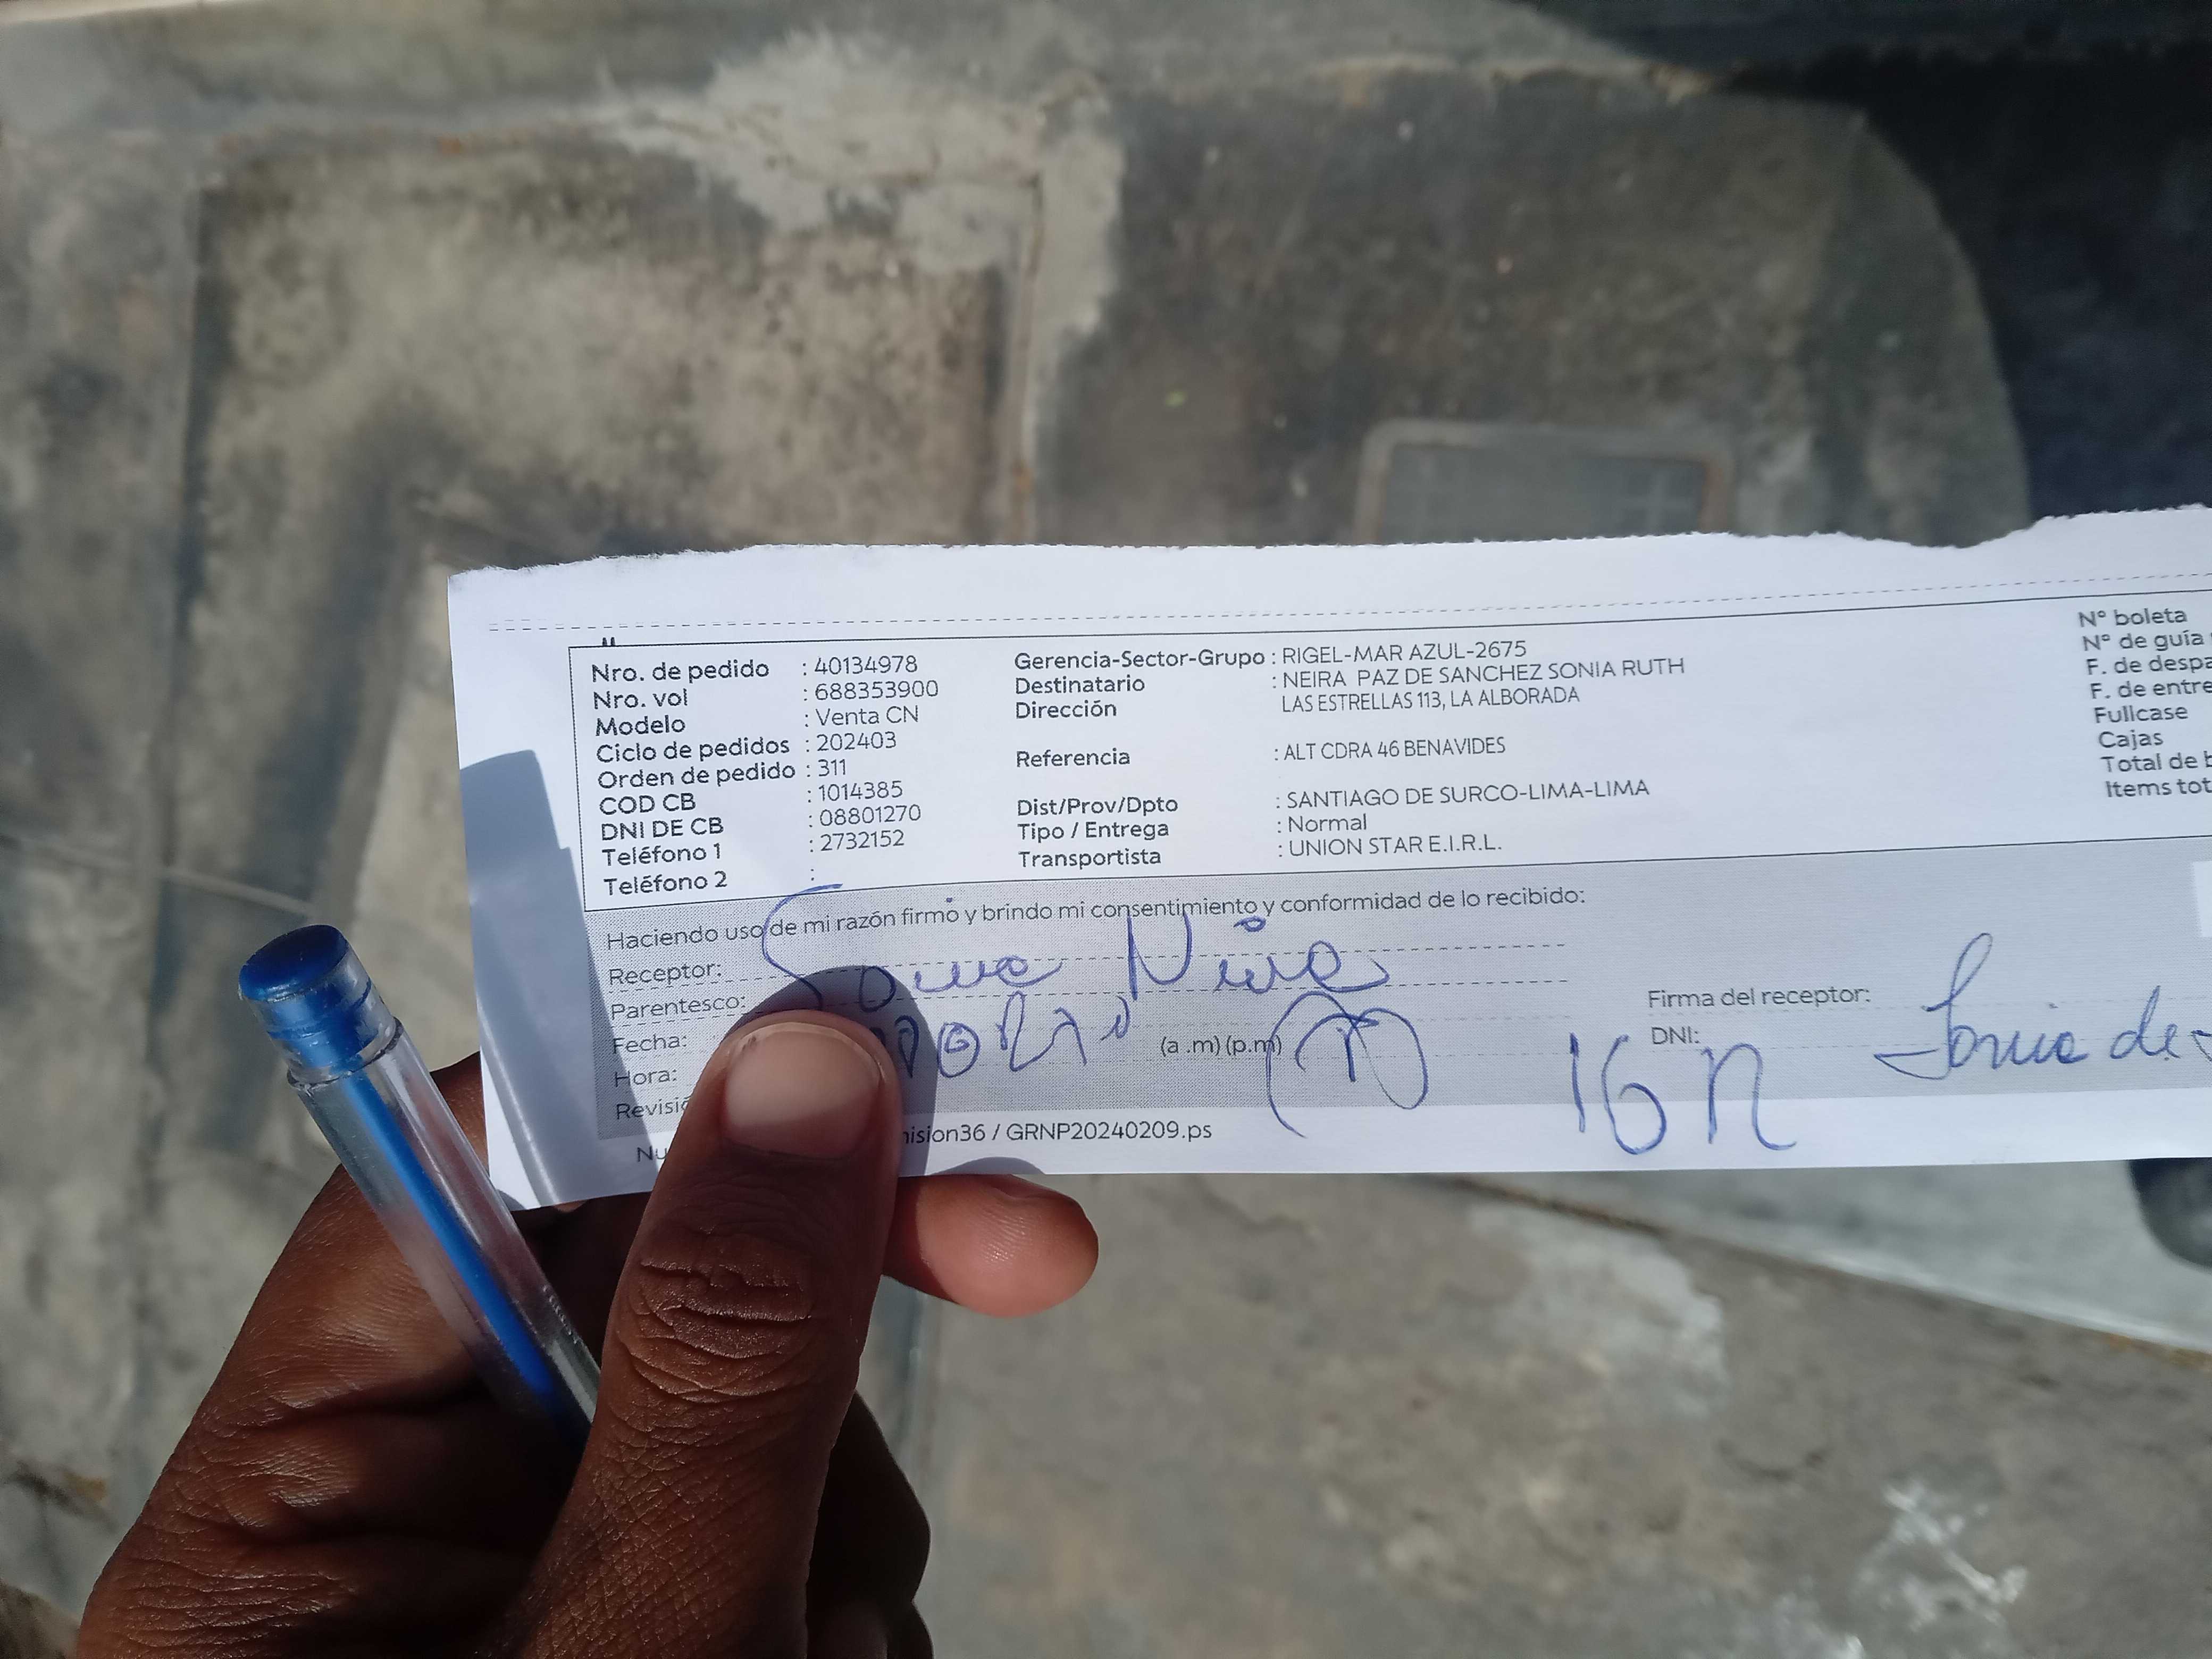 Nro. de pedido : 40134978
Nro. vol : 688353900
Modelo : Venta CN
Ciclo de pedidos : 202403
Orden de pedido : 311
COD CB : 1014385
DNI DE CB : 08801270
Teléfono 1 : 2732152
Teléfono 2 :
Gerencia-Sector-Grupo : RIGEL-MAR AZUL-2675
Destinatario : NEIRA PAZ DE SANCHEZ SONIA RUTH
Dirección LAS ESTRELLAS 113, LA ALBORADA
Referencia : ALT CDRA 46 BENAVIDES
Dist/Prov/Dpto : SANTIAGO DE SURCO-LIMA-LIMA
Tipo / Entrega : Normal
Transportista : UNION STAR E.I.R.L.
N° boleta
N° de guía
F. de despa
F. de entre
Fullcase
Cajas
Total de b
Items tot
Haciendo uso de mi razón firmo y brindo mi consentimiento y conformidad de lo recibido:
Receptor:
Parentesco:
Fecha:
Hora: (a .m) (p.m)
Revisió
Firma del receptor: Sonia de
DNI:
16 n
Nu
ision36 / GRNP20240209.ps